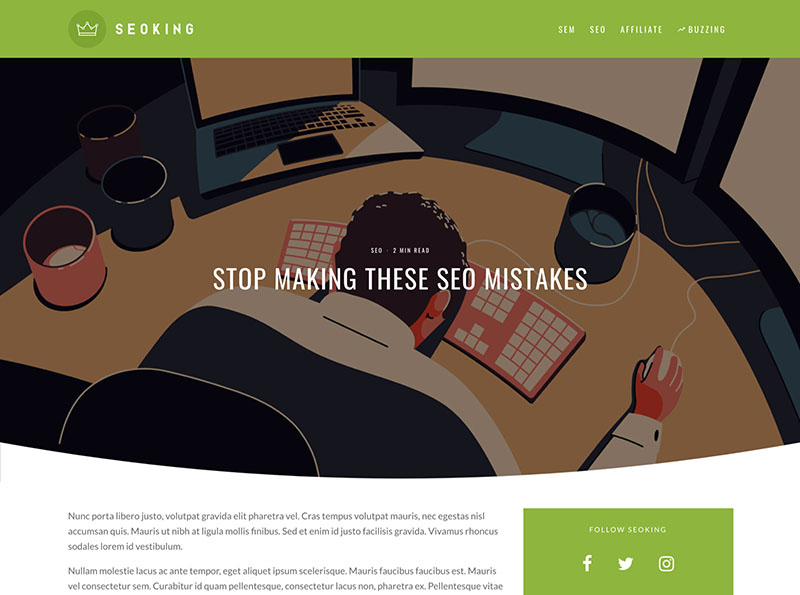 SEOKING
SEM SEO AFFILIATE BUZZING
SEO · 2 MIN READ
STOP MAKING THESE SEO MISTAKES
Nunc porta libero justo, volutpat gravida elit pharetra vel. Cras tempus volutpat mauris, nec egestas nisl
accumsan quis. Mauris ut nibh at ligula mollis finibus. Sed et enim id justo facilisis gravida. Vivamus rhoncus
sodales lorem id vestibulum.
Nullam molestie lacus ac ante tempor, eget aliquet ipsum scelerisque. Mauris faucibus faucibus est. Mauris
vel consectetur sem. Curabitur id quam pellentesque, consectetur lacus non, pharetra ex. Pellentesque vitae
FOLLOW SEOKING